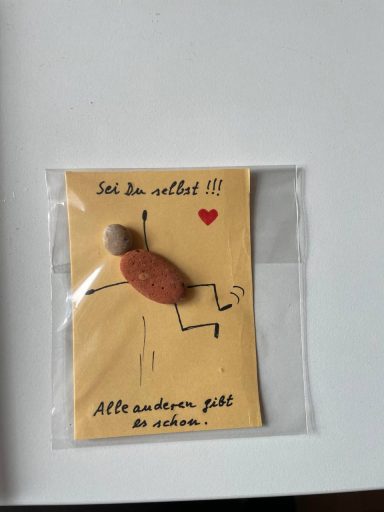 Sei Du selbst !!!
Alle anderen gibt
es schon.